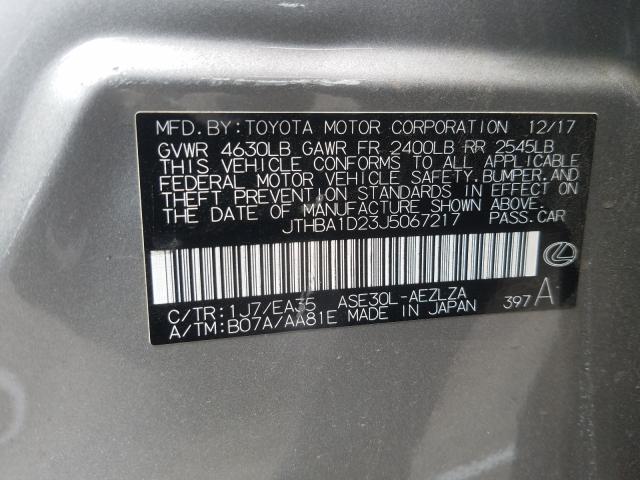 MFD. BY: TOYOTA MOTOR CORPORATION 12/17
GVWR 4630LB GAWR FR 2400LB RR 2545LB
THIS VEHICLE CONFORMS TO ALL APPLICABLE
FEDERAL MOTOR VEHICLE SAFETY, BUMPER, AND
THEFT PREVENTION STANDARDS IN EFFECT ON
THE DATE OF MANUFACTURE SHOWN ABOVE.
JTHBA1D23J5067217 PASS. CAR
C/TR: 1J7/EA35 ASE30L-AEZLZA
A/TM: B07A/AA81E MADE IN JAPAN 397 A